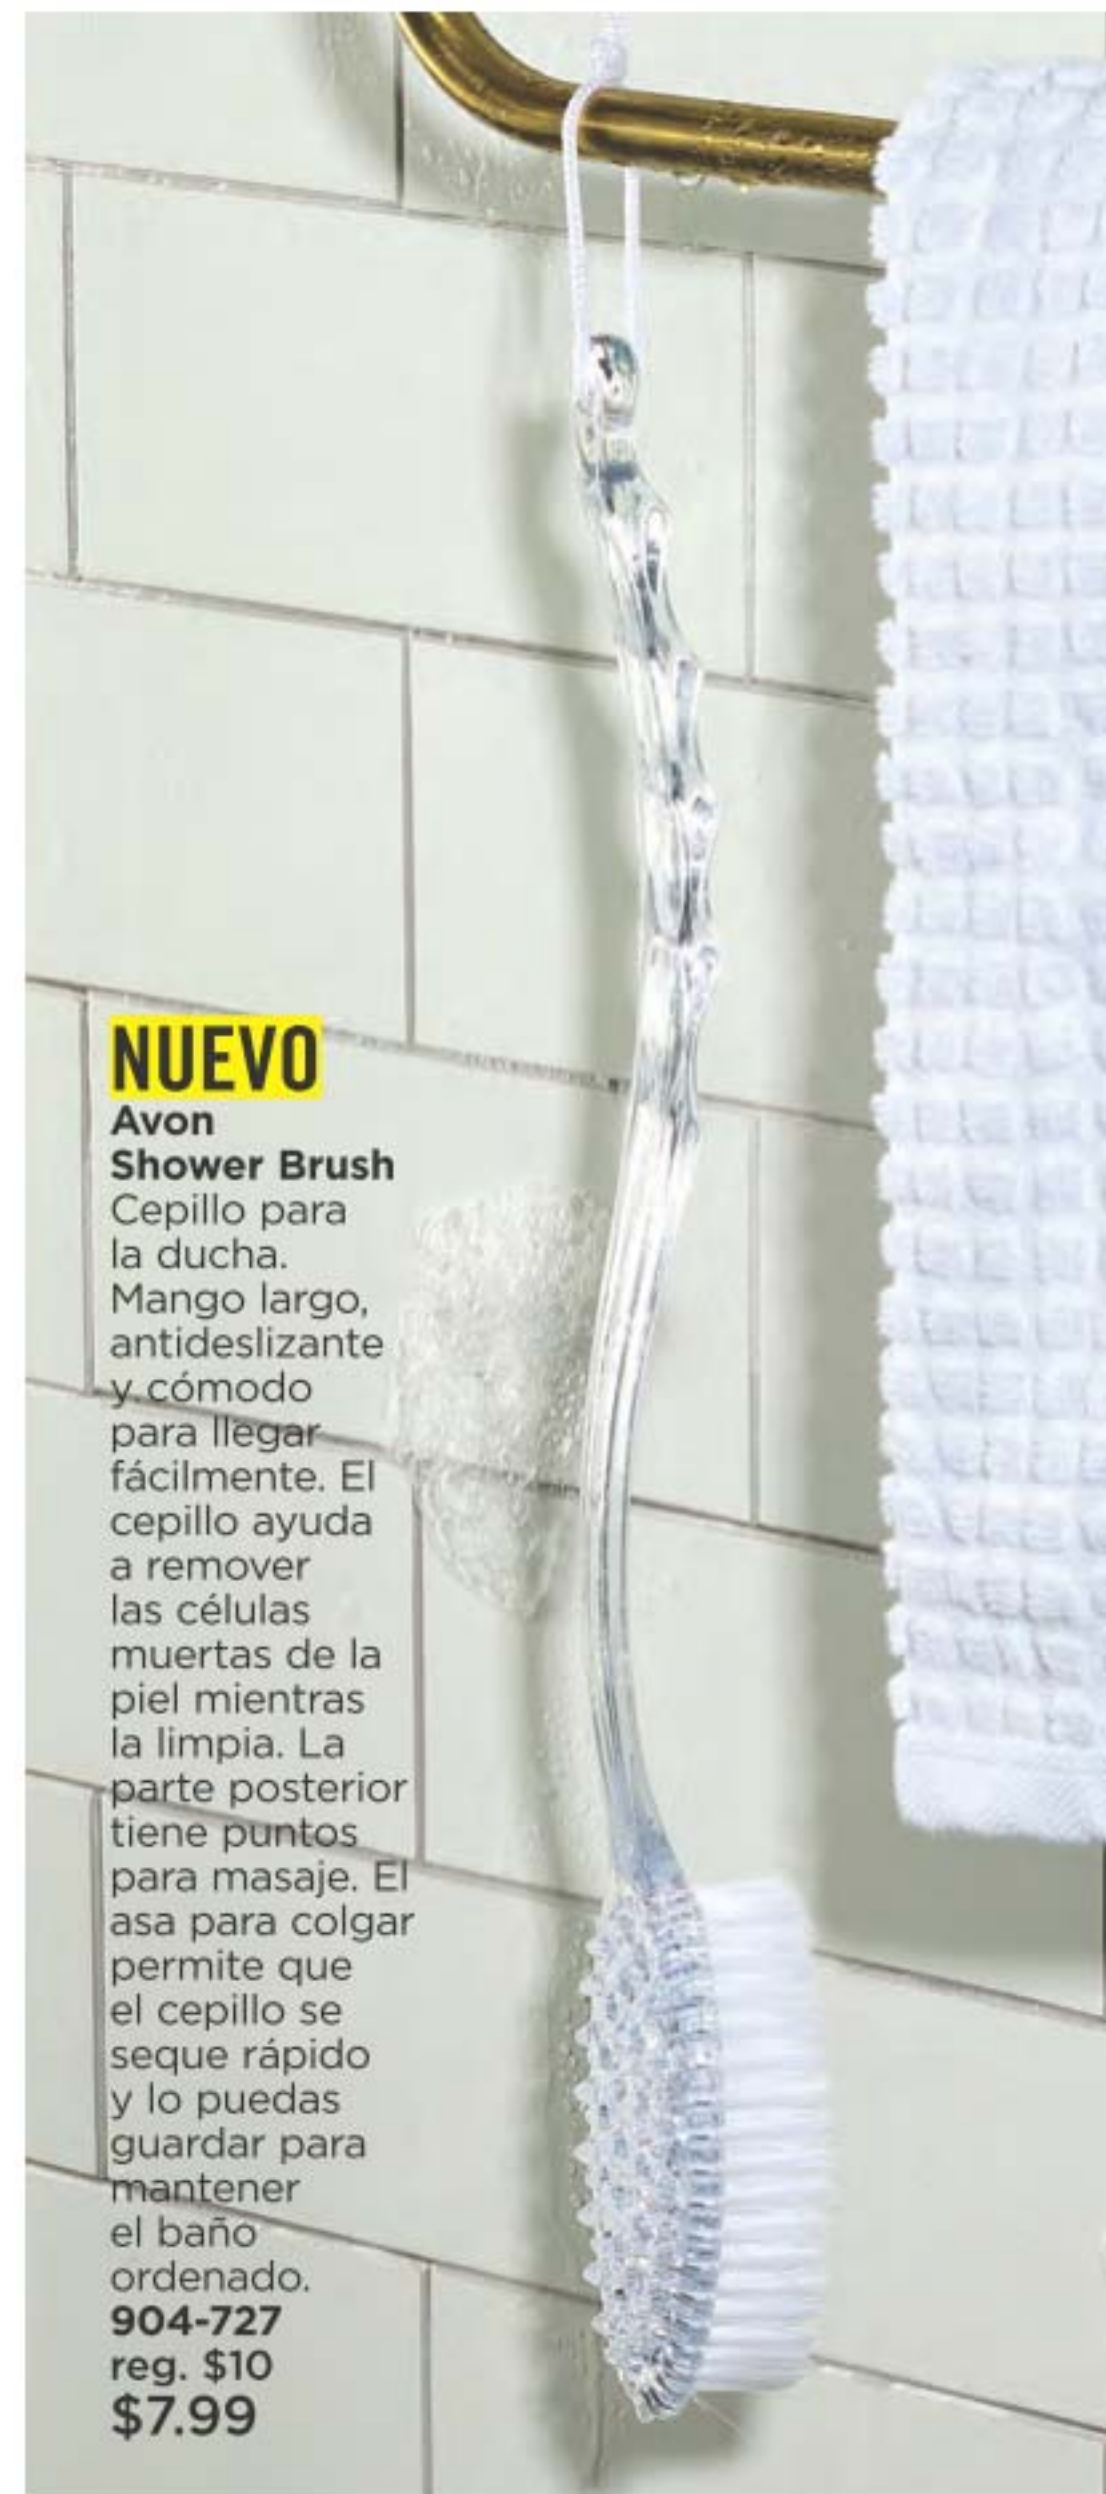 NUEVO
Avon
Shower Brush
Cepillo para
la ducha.
Mango largo,
antideslizante
y cómodo
para llegar
fácilmente. El
cepillo ayuda
a remover
las células
muertas de la
piel mientras
la limpia. La
parte posterior
tiene puntos
para masaje. El
asa para colgar
permite que
el cepillo se
seque rápido
y lo puedas
guardar para
mantener
el baño
ordenado.
904-727
reg. $10
$7.99